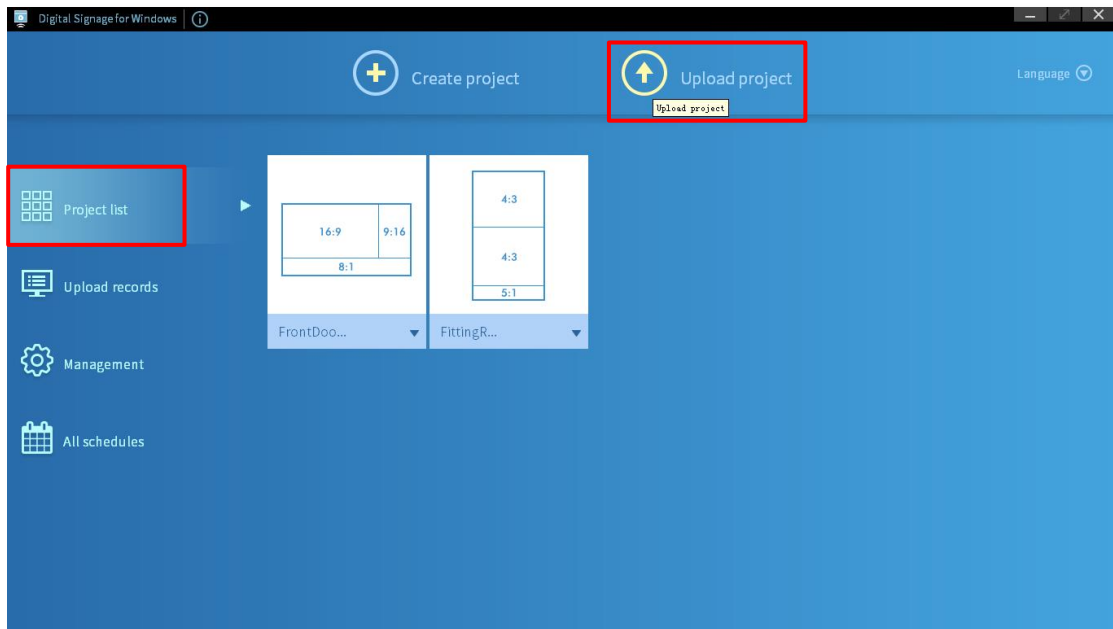 Digital Signage for Windows
Create project
Upload project
Language
Upload project
Project list
16:9
9:16
8:1
4:3
4:3
5:1
FrontDoo...
FittingR...
Upload records
Management
All schedules